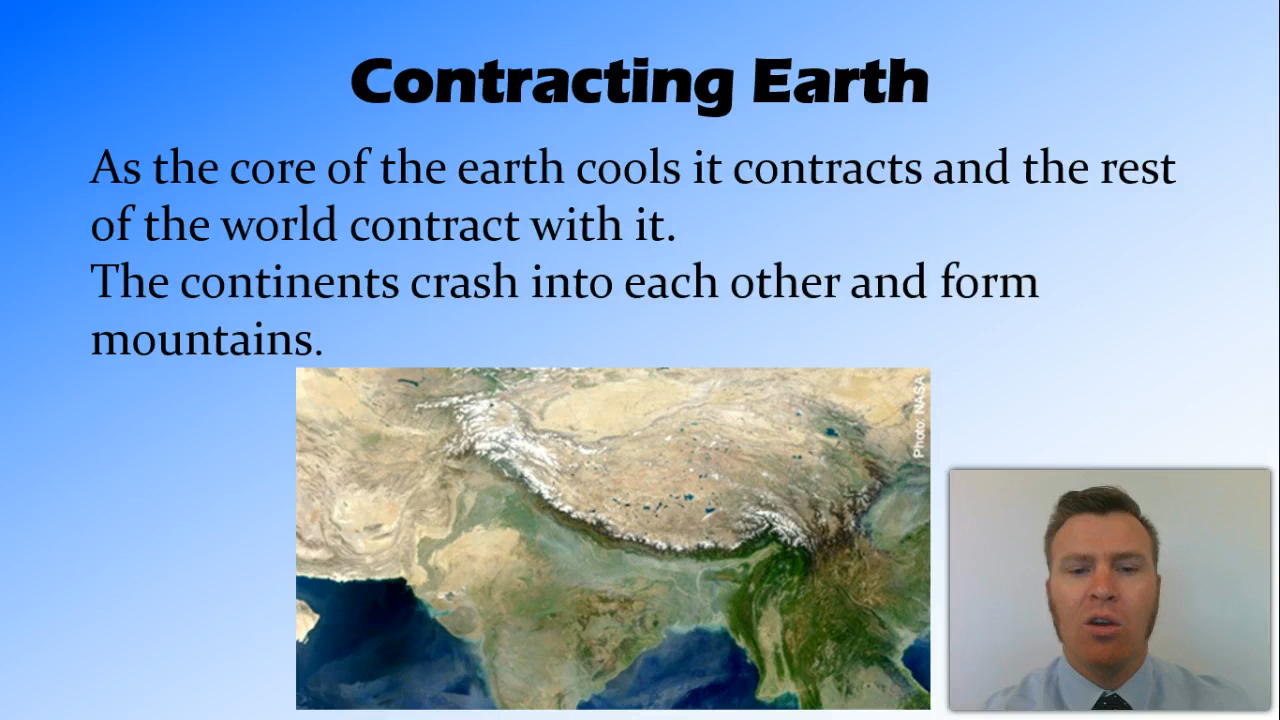 Contracting Earth
As the core of the earth cools it contracts and the rest
of the world contract with it.
The continents crash into each other and form
mountains.
Photo: NASA